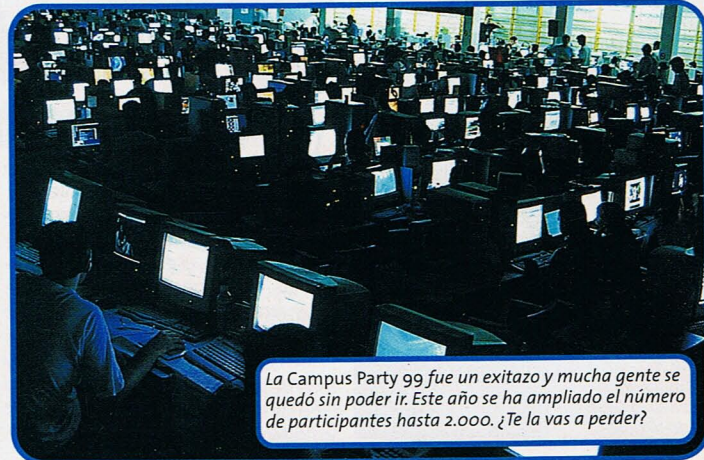 La Campus Party 99 fue un exitazo y mucha gente se
quedó sin poder ir. Este año se ha ampliado el número
de participantes hasta 2.000. ¿Te la vas a perder?